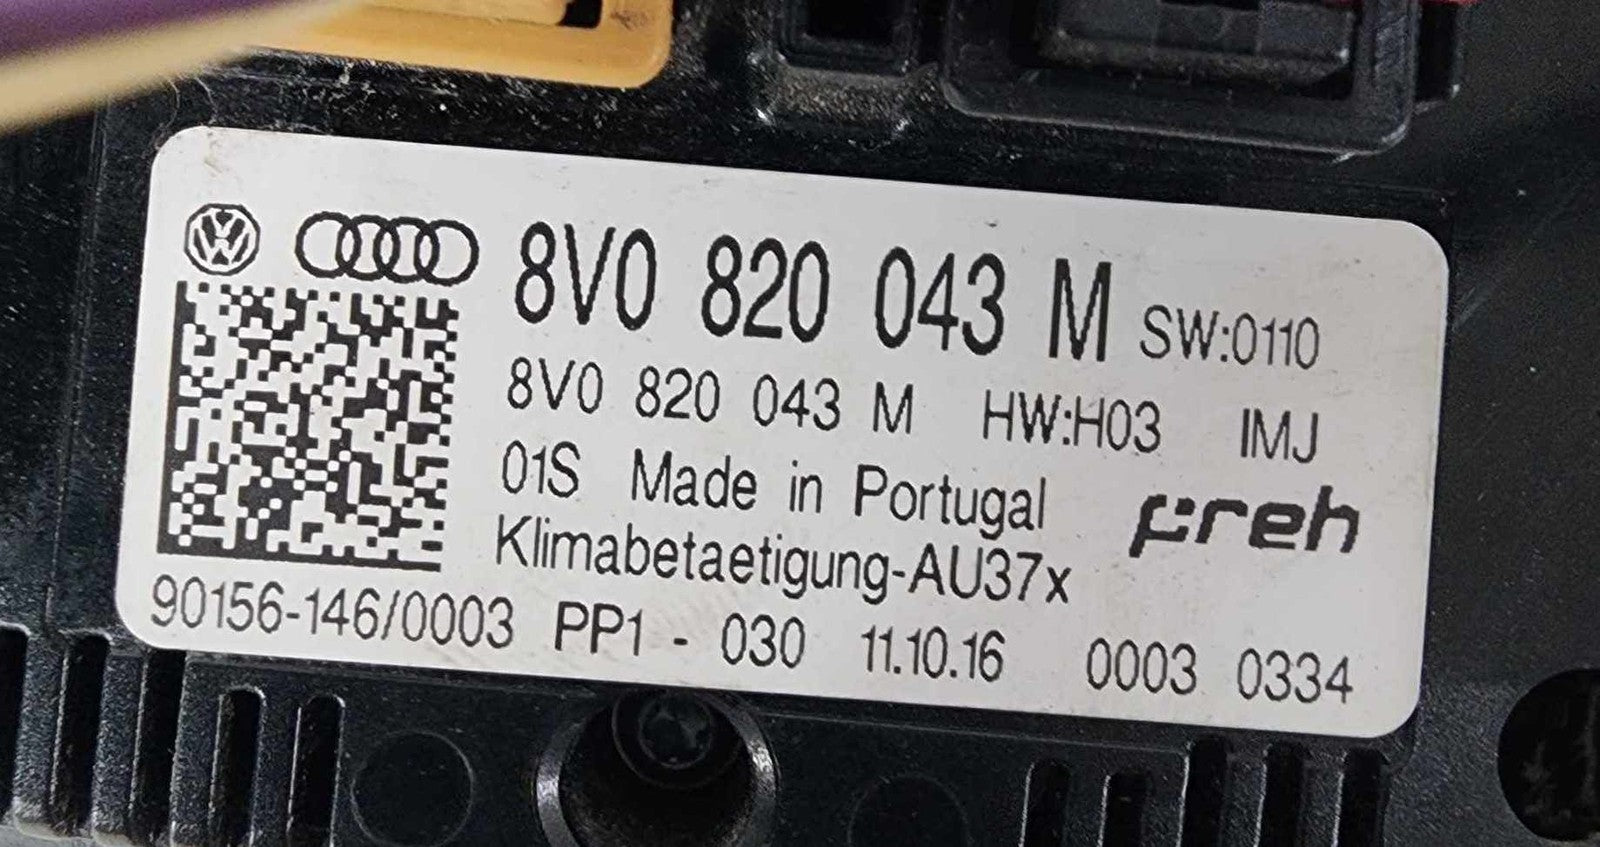 8V0 820 043 M SW:0110
8V0 820 043 M HW:H03 IMJ
01S Made in Portugal preh
Klimabetaetigung-AU37x
90156-146/0003 PP1 - 030 11.10.16 0003 0334